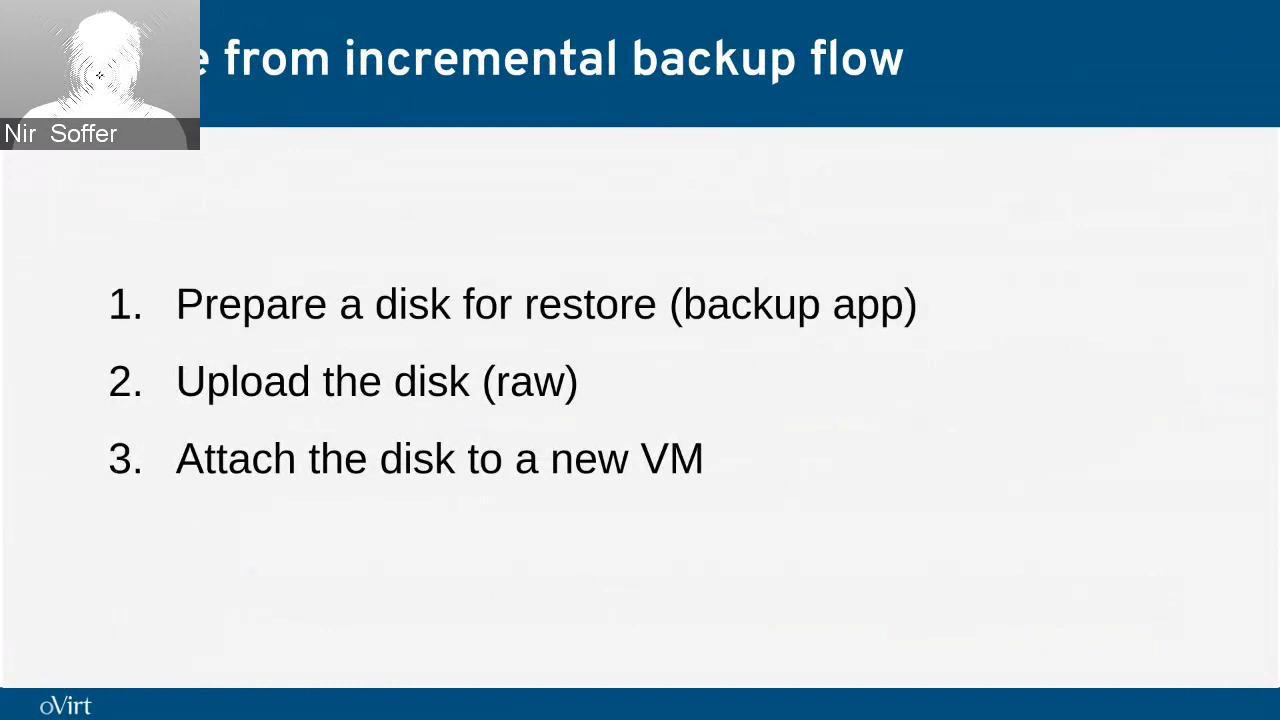 e from incremental backup flow
Nir Soffer
1. Prepare a disk for restore (backup app)
2. Upload the disk (raw)
3. Attach the disk to a new VM
oVirt